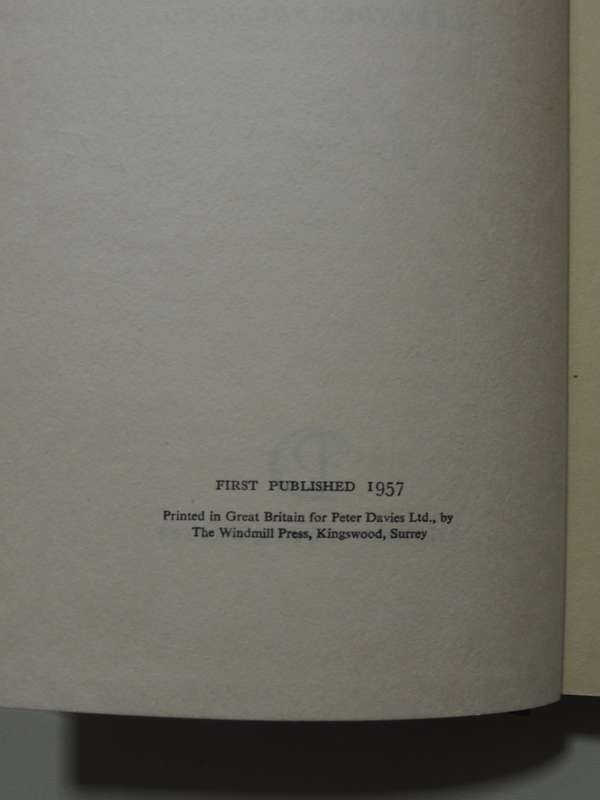 FIRST PUBLISHED 1957
Printed in Great Britain for Peter Davies Ltd., by
The Windmill Press, Kingswood, Surrey